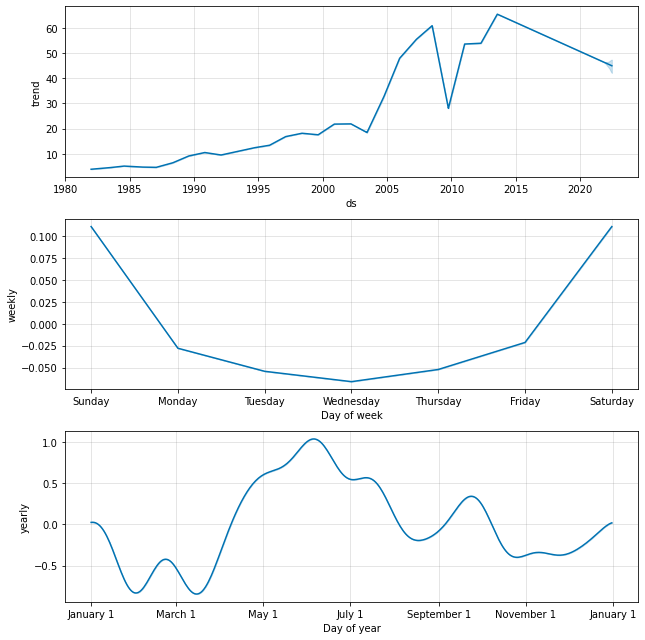 60
50
40
30
20
10
trend
1980 1985 1990 1995 2000 2005 2010 2015 2020
ds
0.100
0.075
0.050
0.025
0.000
−0.025
−0.050
weekly
Sunday Monday Tuesday Wednesday Thursday Friday Saturday
Day of week
1.0
0.5
0.0
−0.5
yearly
January 1 March 1 May 1 July 1 September 1 November 1 January 1
Day of year